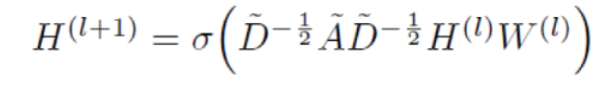 H^{(l+1)} = σ(D̃^{-1/2} Ã D̃^{-1/2} H^{(l)} W^{(l)})